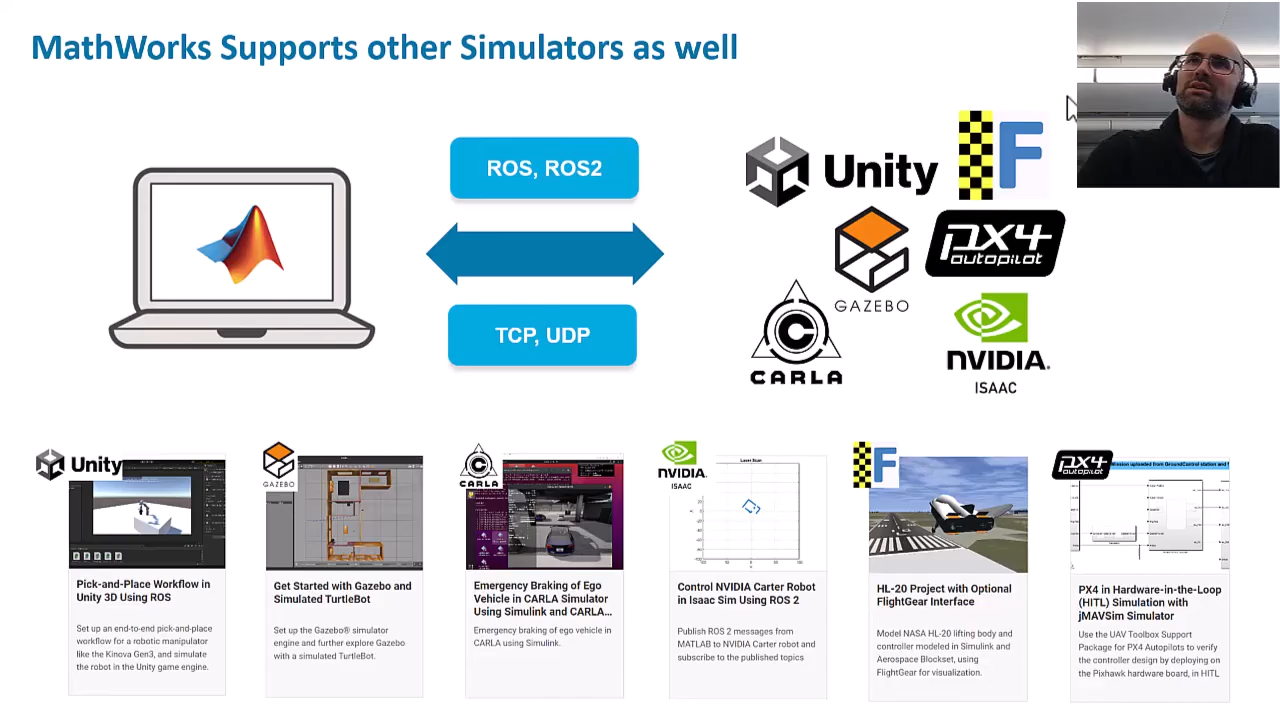 MathWorks Supports other Simulators as well
ROS, ROS2
TCP, UDP
Unity
F
GAZEBO
px4
autopilot
CARLA
NVIDIA.
ISAAC
Unity
Pick-and-Place Workflow in
Unity 3D Using ROS
Set up an end-to-end pick-and-place
workflow for a robotic manipulator
like the Kinova Gen3, and simulate
the robot in the Unity game engine.
GAZEBO
Get Started with Gazebo and
Simulated TurtleBot
Set up the Gazebo® simulator
engine and further explore Gazebo
with a simulated TurtleBot.
CARLA
Emergency Braking of Ego
Vehicle in CARLA Simulator
Using Simulink and CARLA...
Emergency braking of ego vehicle in
CARLA using Simulink.
NVIDIA.
ISAAC
Laser Scan
Control NVIDIA Carter Robot
in Isaac Sim Using ROS 2
Publish ROS 2 messages from
MATLAB to NVIDIA Carter robot and
subscribe to the published topics
F
HL-20 Project with Optional
FlightGear Interface
Model NASA HL-20 lifting body and
controller modeled in Simulink and
Aerospace Blockset, using
FlightGear for visualization.
px4
autopilot
Mission uploaded from GroundControl station and
PX4 in Hardware-in-the-Loop
(HITL) Simulation with
jMAVSim Simulator
Use the UAV Toolbox Support
Package for PX4 Autopilots to verify
the controller design by deploying on
the Pixhawk hardware board, in HITL